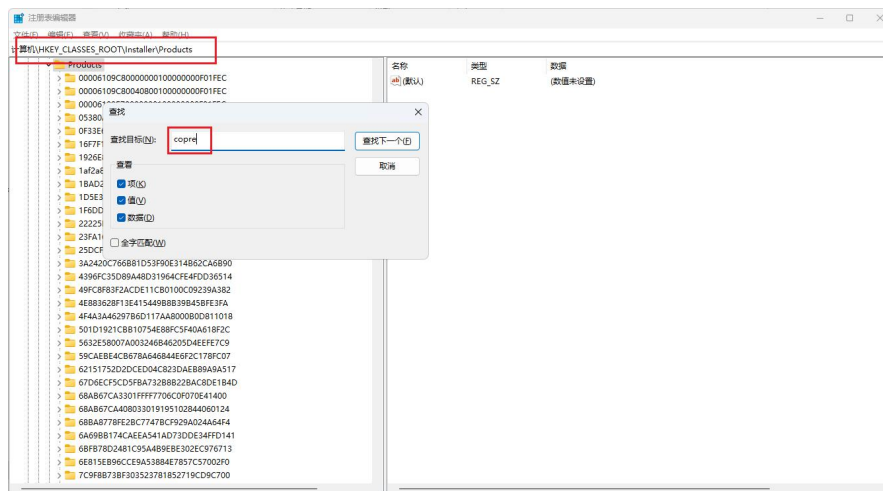 注册表编辑器
文件(F) 编辑(E) 查看(V) 收藏夹(A) 帮助(H)
计算机\HKEY_CLASSES_ROOT\Installer\Products
Products
名称 类型 数据
00006109C80000000100000000F01FEC
(默认) REG_SZ (数值未设置)
00006109C80040800100000000F01FEC
查找
查找目标(N): copre 查找下一个(F)
取消
查看
项(K)
值(V)
数据(D)
全字匹配(W)
3A2420C766B81D53F90E314B62CA6B90
4396FC35D89A48D31964CFE4FDD36514
49FC8F83F2ACDE11CB0100C09239A382
4E883628F13E415449B8B39B45BFE3FA
4F4A3A46297B6D117AA8000B0D811018
501D1921CBB10754E88FC5F40A618F2C
5632E58007A003246B46205D4EEFE7C9
59CAEBE4CB678A646844E6F2C178FC07
62151752D2DCED04C823DAEB89A9A517
67D6ECF5CD5FBA732B8B22BAC8DE1B4D
68AB67CA3301FFFF7706C0F070E41400
68AB67CA408033019195102844060124
68BA8778FE2BC7747BCF929A024A64F4
6A69BB174CAEEA541AD73DDE34FFD141
6BFB78D2481C95A4B9EBE302EC976713
6E815EB96CCE9A53884E7857C57002F0
7C9F8B73BF303523781852719CD9C700